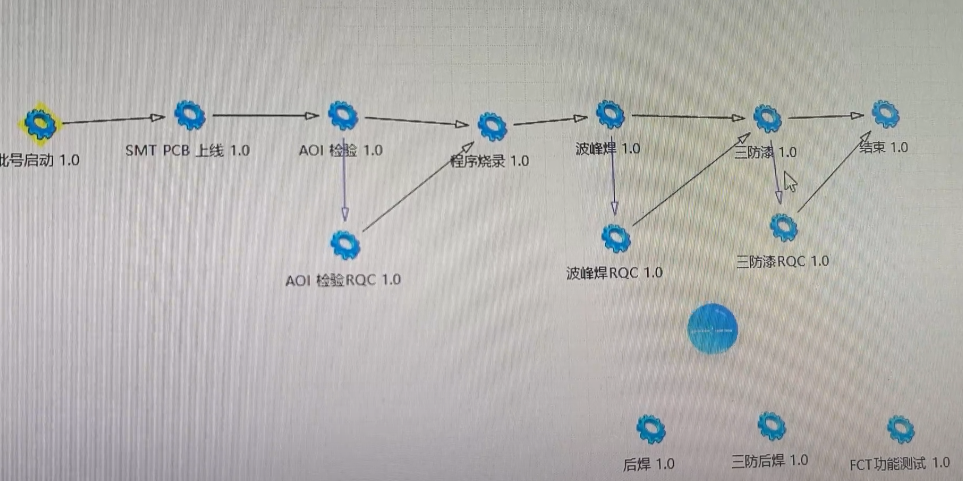 批号启动 1.0
SMT PCB 上线 1.0
AOI 检验 1.0
程序烧录 1.0
波峰焊 1.0
三防漆 1.0
结束 1.0
AOI 检验RQC 1.0
波峰焊RQC 1.0
三防漆RQC 1.0
后焊 1.0
三防后焊 1.0
FCT功能测试 1.0